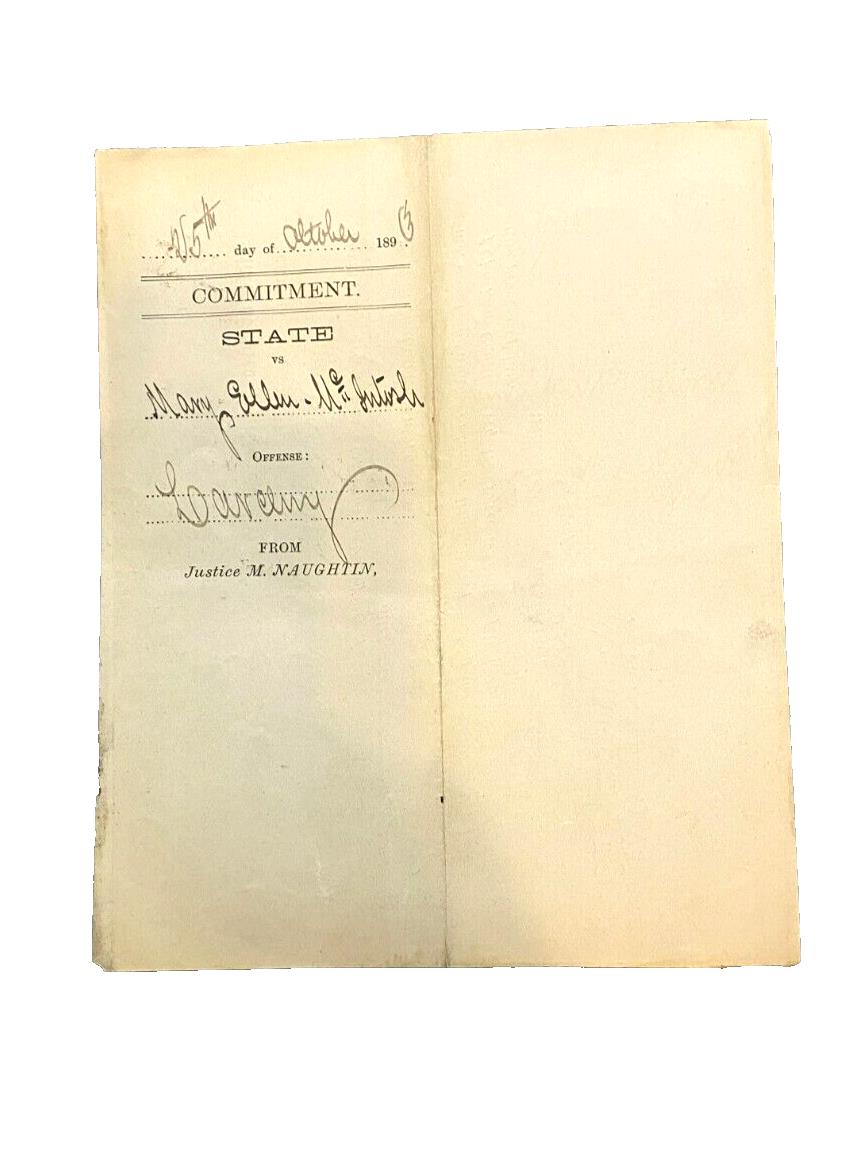 25th day of October 1893
COMMITMENT.
STATE
VS
Mary Ellen McIntosh
OFFENSE:
Larceny
FROM
Justice M. NAUGHTIN,